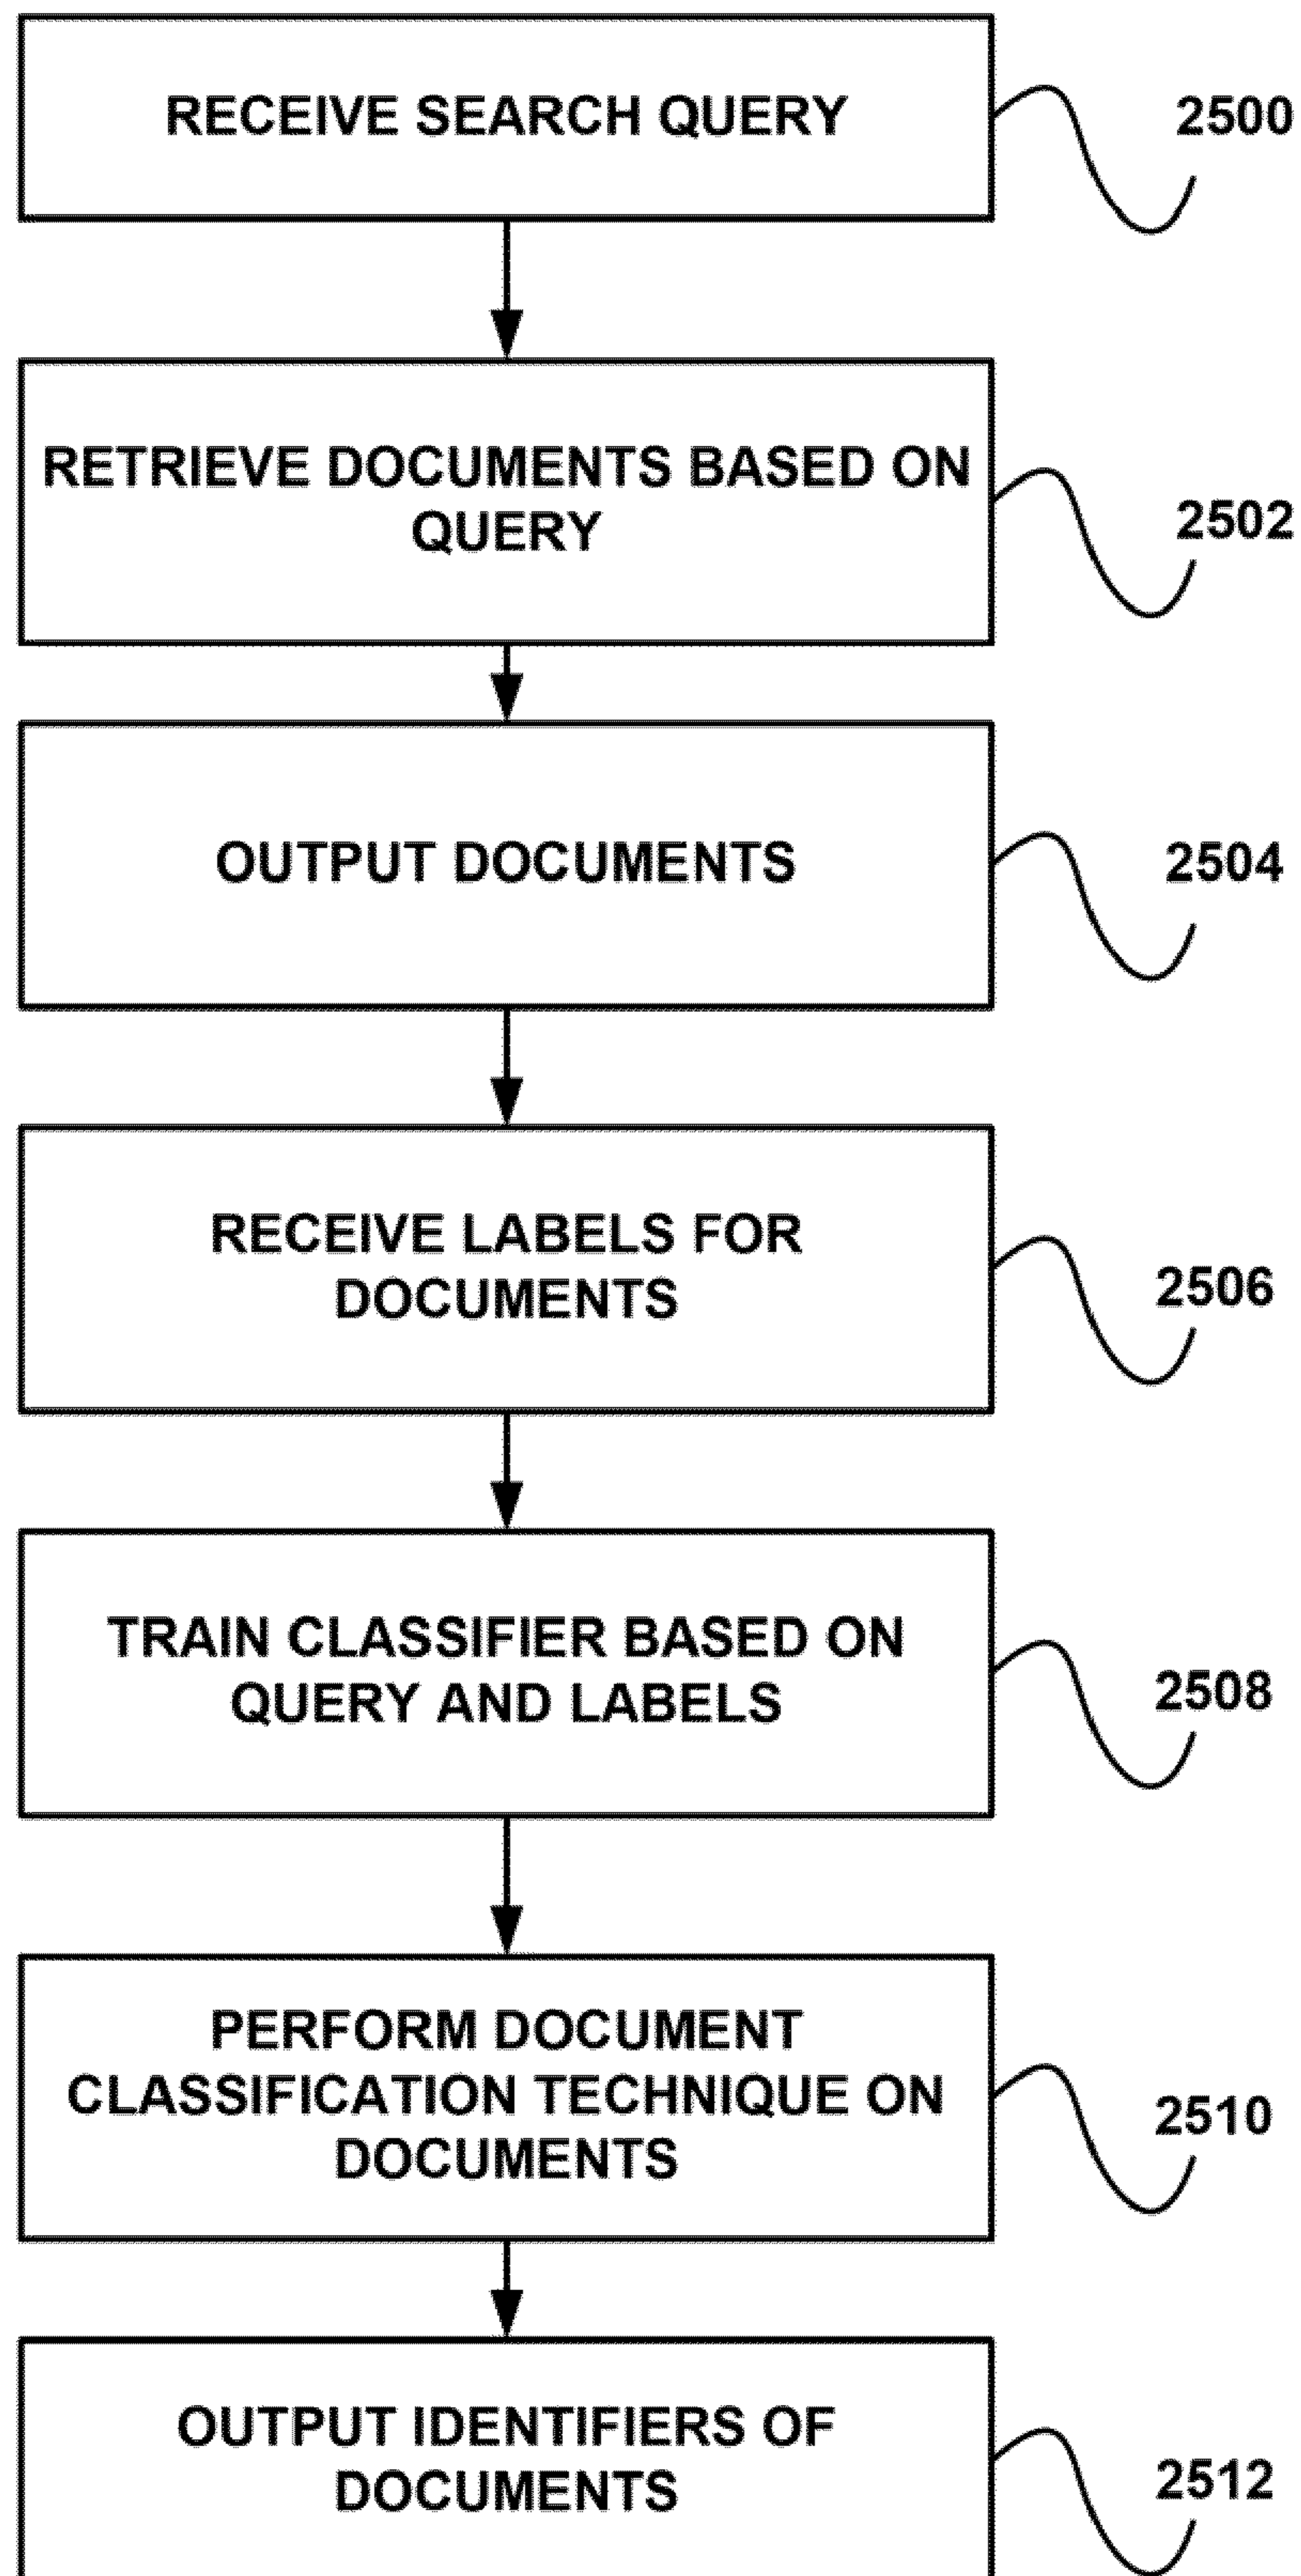 RECEIVE SEARCH QUERY
2500
RETRIEVE DOCUMENTS BASED ON
QUERY
2502
OUTPUT DOCUMENTS
2504
RECEIVE LABELS FOR
DOCUMENTS
2506
TRAIN CLASSIFIER BASED ON
QUERY AND LABELS
2508
PERFORM DOCUMENT
CLASSIFICATION TECHNIQUE ON
DOCUMENTS
2510
OUTPUT IDENTIFIERS OF
DOCUMENTS
2512